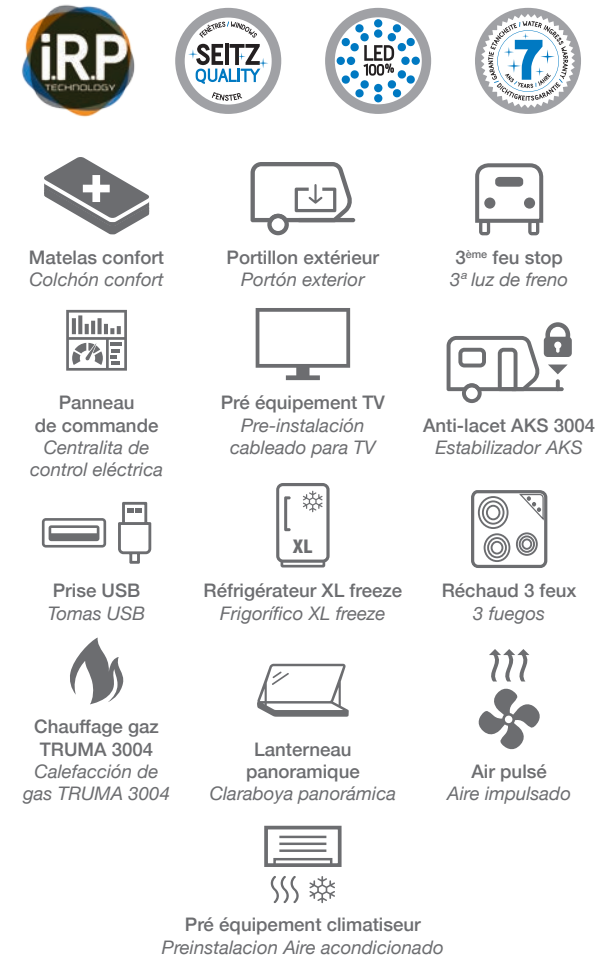 i.R.P
TECHNOLOGY
FENÊTRES / WINDOWS
SEITZ
QUALITY
FENSTER
LED
100%
GARANTIE ETANCHEITE / WATER INGRESS WARRANTY
7
ANS / YEARS / JAHRE
/ DICHTIGKEITSGARANTIE /
Matelas confort
Colchón confort
Portillon extérieur
Portón exterior
3ème feu stop
3ª luz de freno
Panneau
de commande
Centralita de
control eléctrica
Pré équipement TV
Pre-instalación
cableado para TV
Anti-lacet AKS 3004
Estabilizador AKS
Prise USB
Tomas USB
XL
Réfrigérateur XL freeze
Frigorífico XL freeze
Réchaud 3 feux
3 fuegos
Chauffage gaz
TRUMA 3004
Calefacción de
gas TRUMA 3004
Lanterneau
panoramique
Claraboya panorámica
Air pulsé
Aire impulsado
Pré équipement climatiseur
Preinstalacion Aire acondicionado